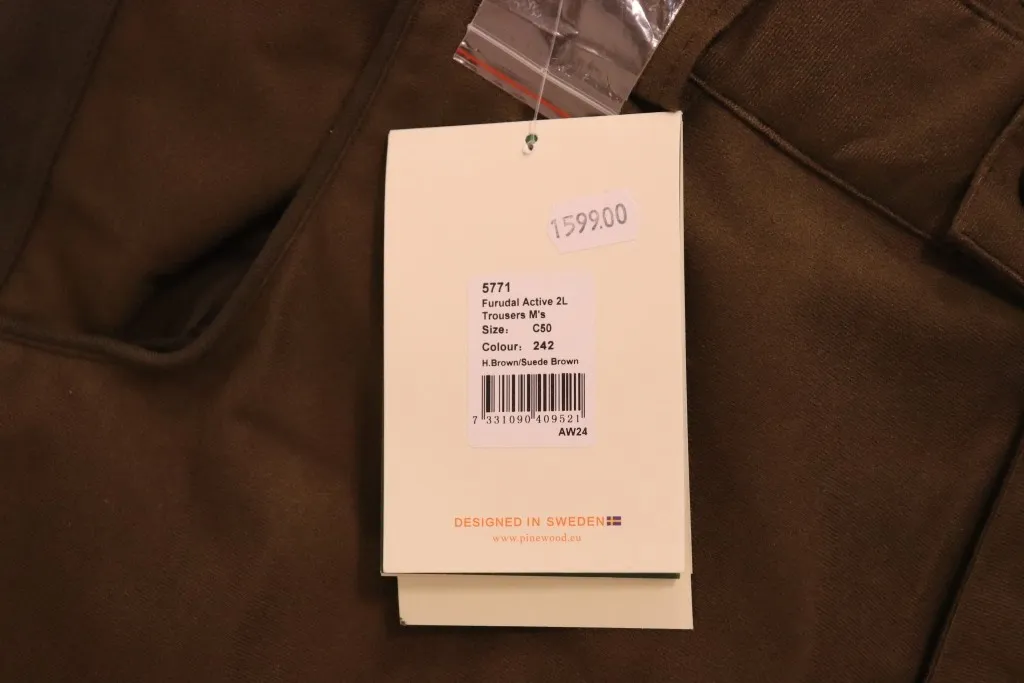 1599.00
5771
Furudal Active 2L
Trousers M's
Size: C50
Colour: 242
H.Brown/Suede Brown
7 331090 409521
AW24
DESIGNED IN SWEDEN
www.pinewood.eu